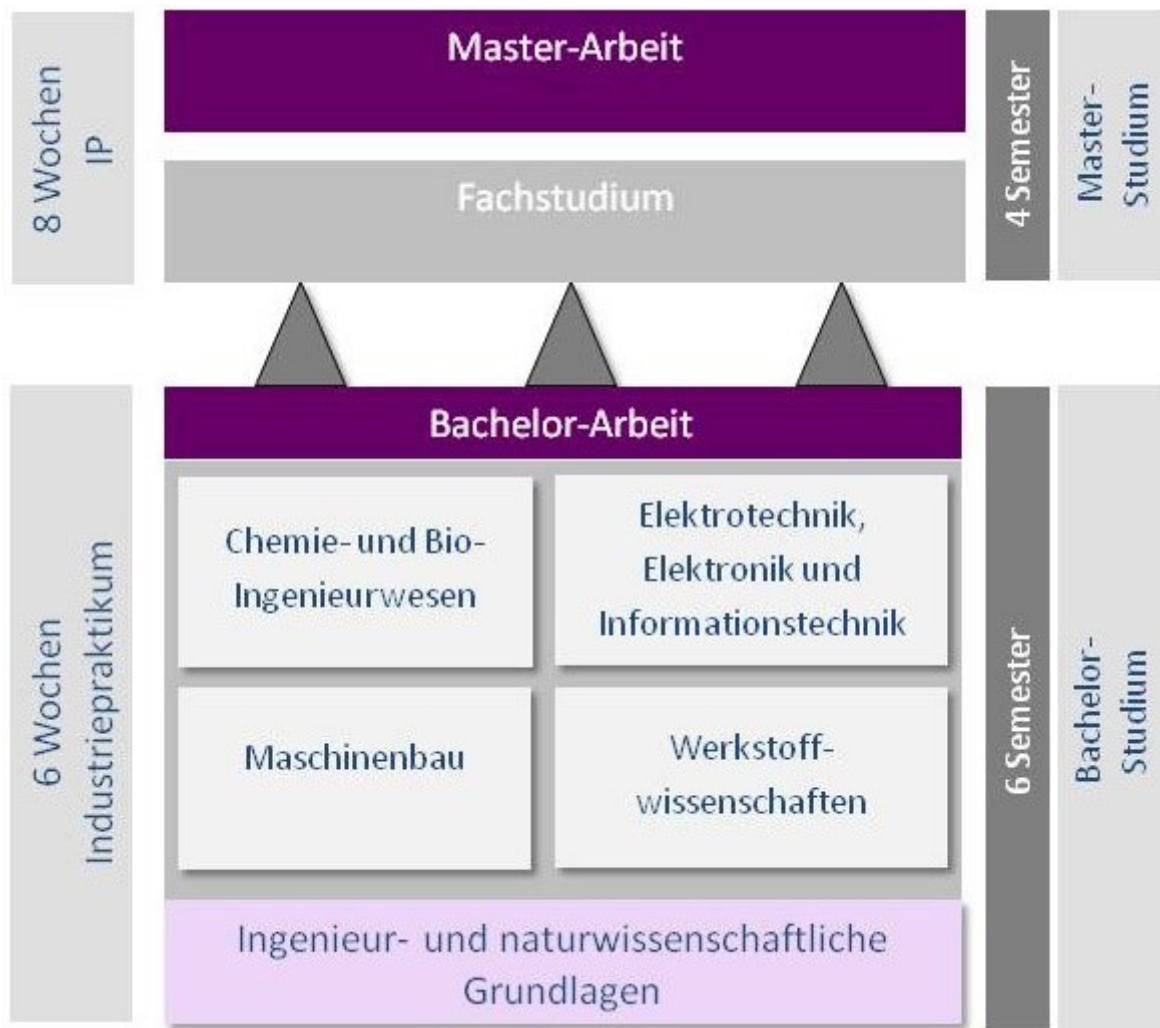 8 Wochen
IP
Master-Arbeit
Fachstudium
4 Semester
Master-
Studium
6 Wochen
Industriepraktikum
Bachelor-Arbeit
Chemie- und Bio-
Ingenieurwesen
Elektrotechnik,
Elektronik und
Informationstechnik
Maschinenbau
Werkstoff-
wissenschaften
Ingenieur- und naturwissenschaftliche
Grundlagen
6 Semester
Bachelor-
Studium